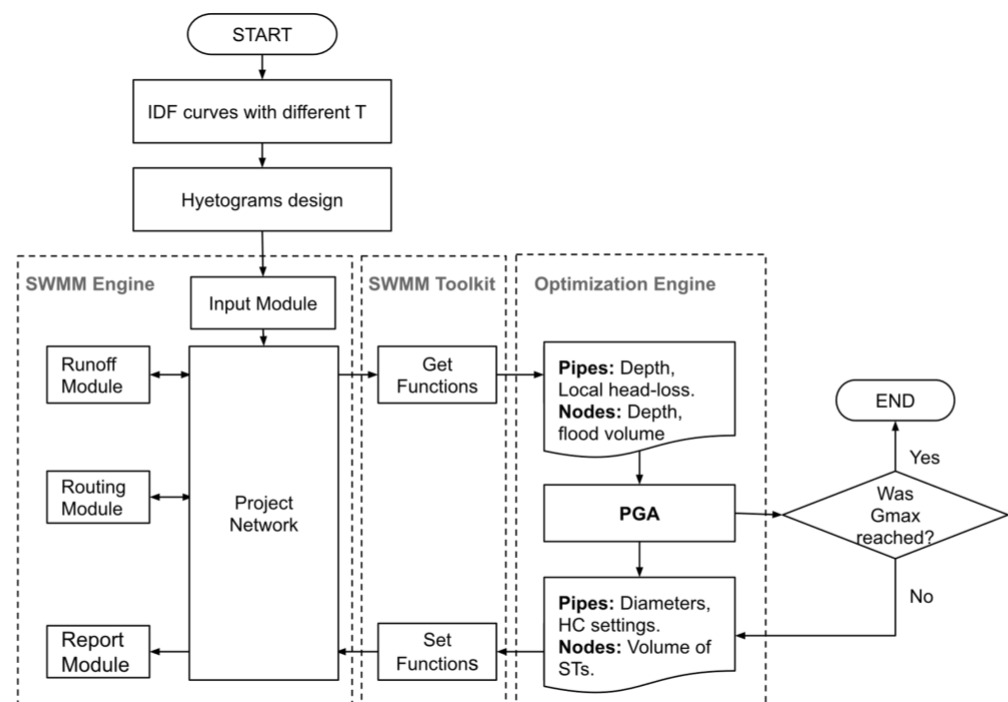 START
IDF curves with different T
Hyetograms design
SWMM Engine
SWMM Toolkit
Optimization Engine
Input Module
Runoff
Module
Get
Functions
Pipes: Depth,
Local head-loss.
Nodes: Depth,
flood volume
END
Yes
Routing
Module
Project
Network
PGA
Was
Gmax
reached?
No
Report
Module
Set
Functions
Pipes: Diameters,
HC settings.
Nodes: Volume of
STs.